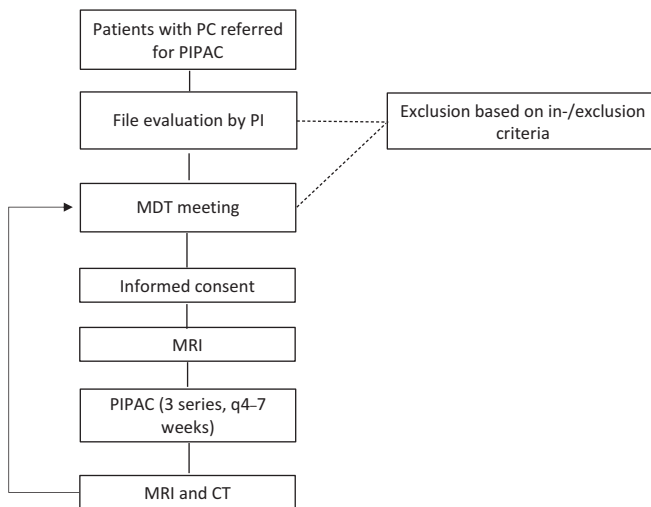 Patients with PC referred
for PIPAC
File evaluation by PI
Exclusion based on in-/exclusion
criteria
MDT meeting
Informed consent
MRI
PIPAC (3 series, q4–7
weeks)
MRI and CT